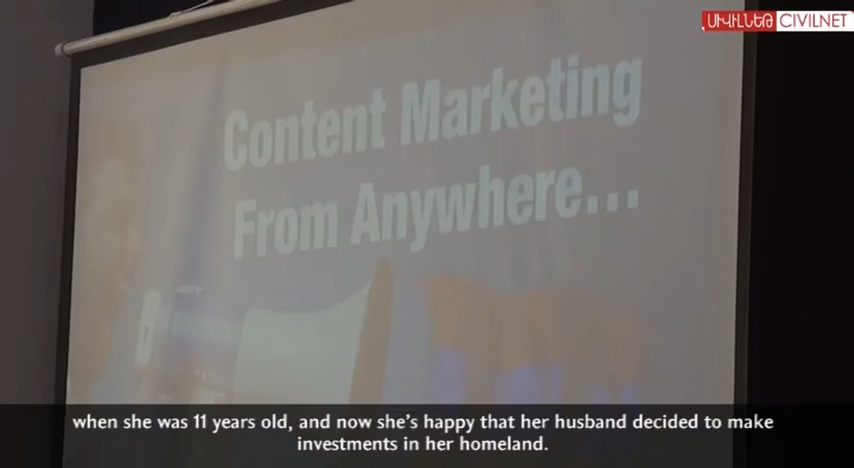 ՍԻՎԻԼՆԵԹ CIVILNET
Content Marketing
From Anywhere...
when she was 11 years old, and now she's happy that her husband decided to make
investments in her homeland.